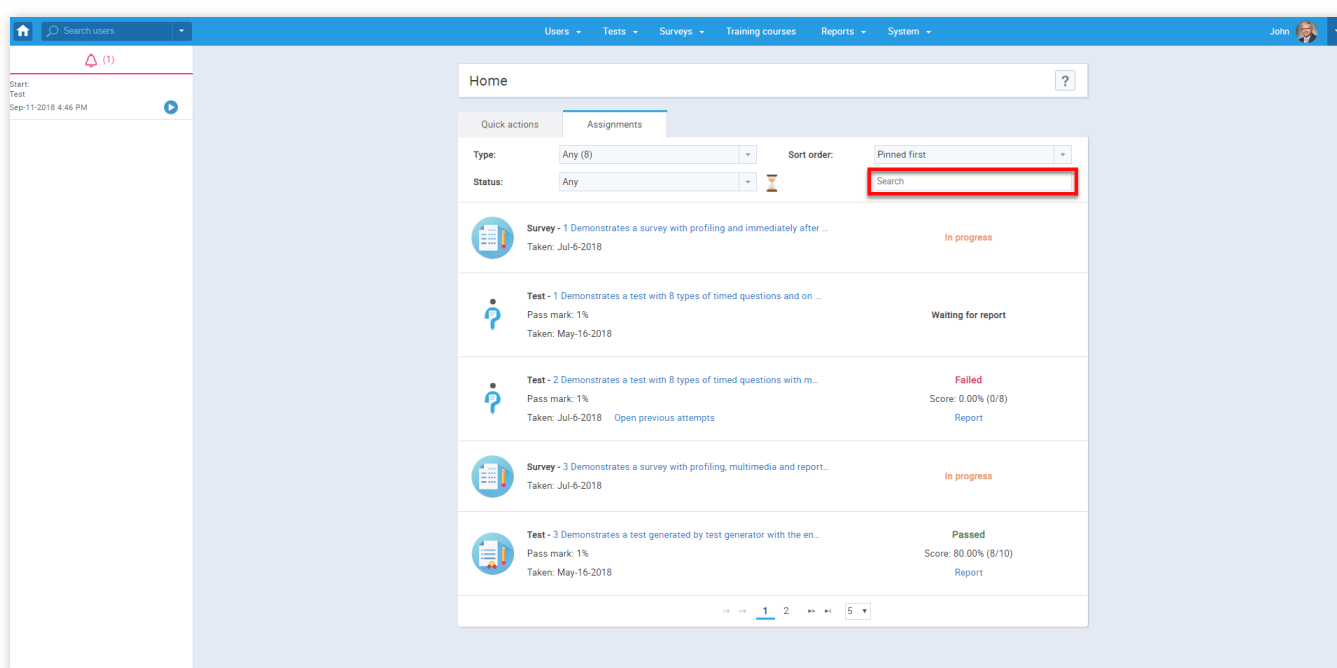 Search users
Users Tests Surveys Training courses Reports System
John
(1)
Start:
Test
Sep-11-2018 4:46 PM
Home
?
Quick actions
Assignments
Type: Any (8) Sort order: Pinned first
Status: Any Search
Survey - 1 Demonstrates a survey with profiling and immediately after ...
Taken: Jul-6-2018
In progress
Test - 1 Demonstrates a test with 8 types of timed questions and on ...
Pass mark: 1%
Taken: May-16-2018
Waiting for report
Test - 2 Demonstrates a test with 8 types of timed questions with m...
Pass mark: 1%
Taken: Jul-6-2018 Open previous attempts
Failed
Score: 0.00% (0/8)
Report
Survey - 3 Demonstrates a survey with profiling, multimedia and report...
Taken: Jul-6-2018
In progress
Test - 3 Demonstrates a test generated by test generator with the en...
Pass mark: 1%
Taken: May-16-2018
Passed
Score: 80.00% (8/10)
Report
1 2 5